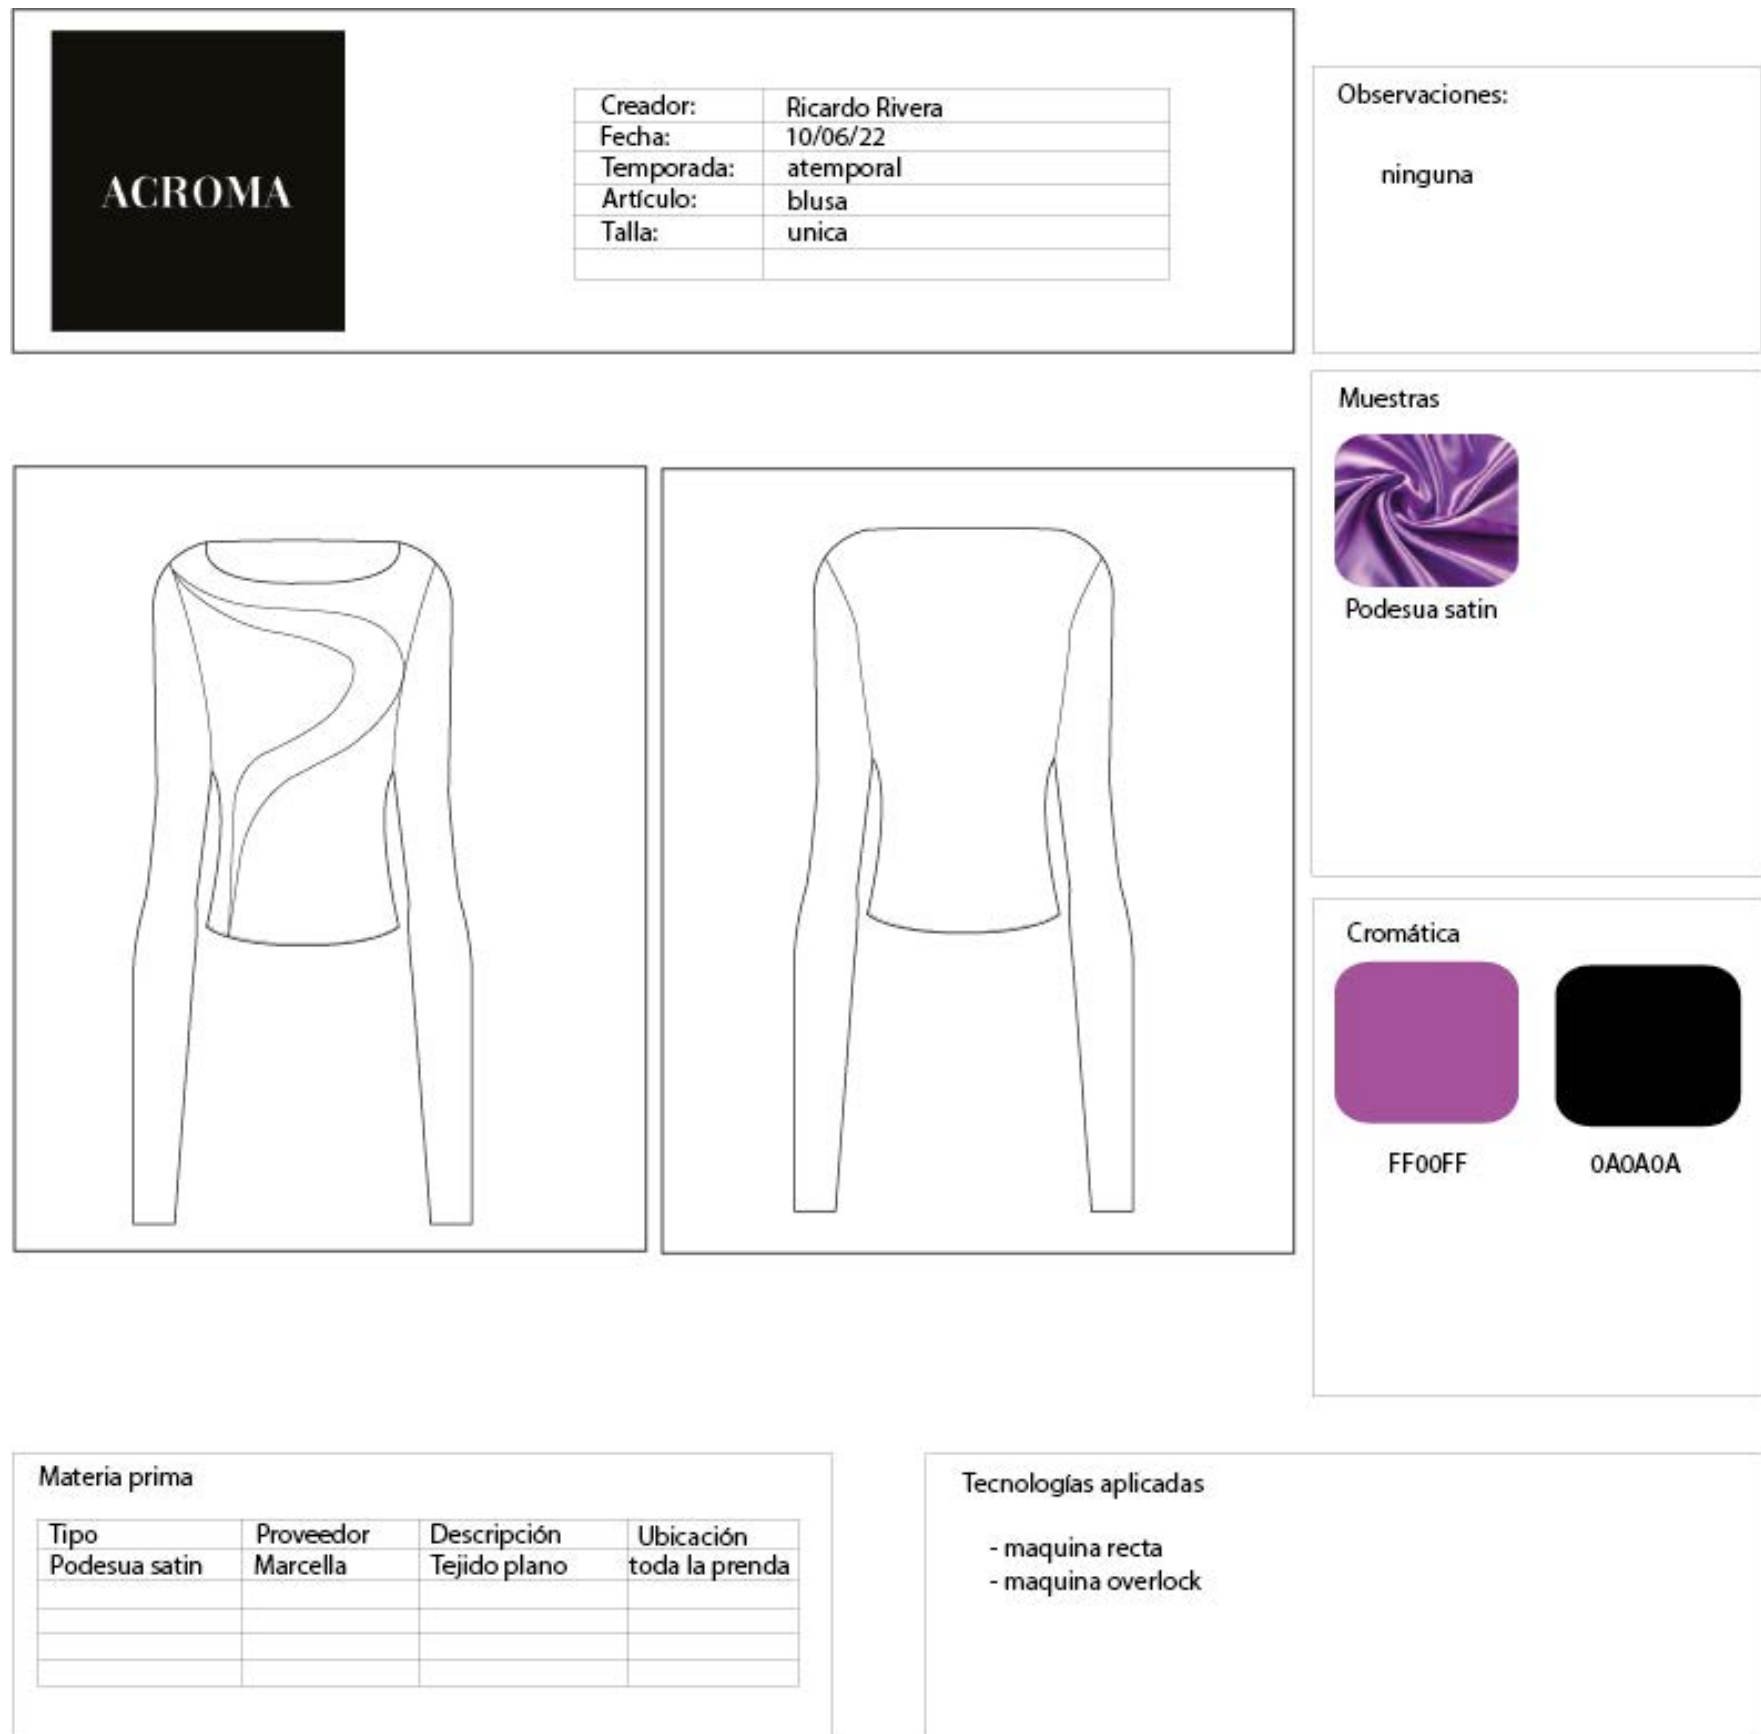 ACROMA
Creador: Ricardo Rivera
Fecha: 10/06/22
Temporada: atemporal
Artículo: blusa
Talla: unica
Observaciones:
ninguna
Muestras
Podesua satin
Cromática
FF00FF 0A0A0A
Materia prima
Tipo Proveedor Descripción Ubicación
Podesua satin Marcella Tejido plano toda la prenda
Tecnologías aplicadas
- maquina recta
- maquina overlock